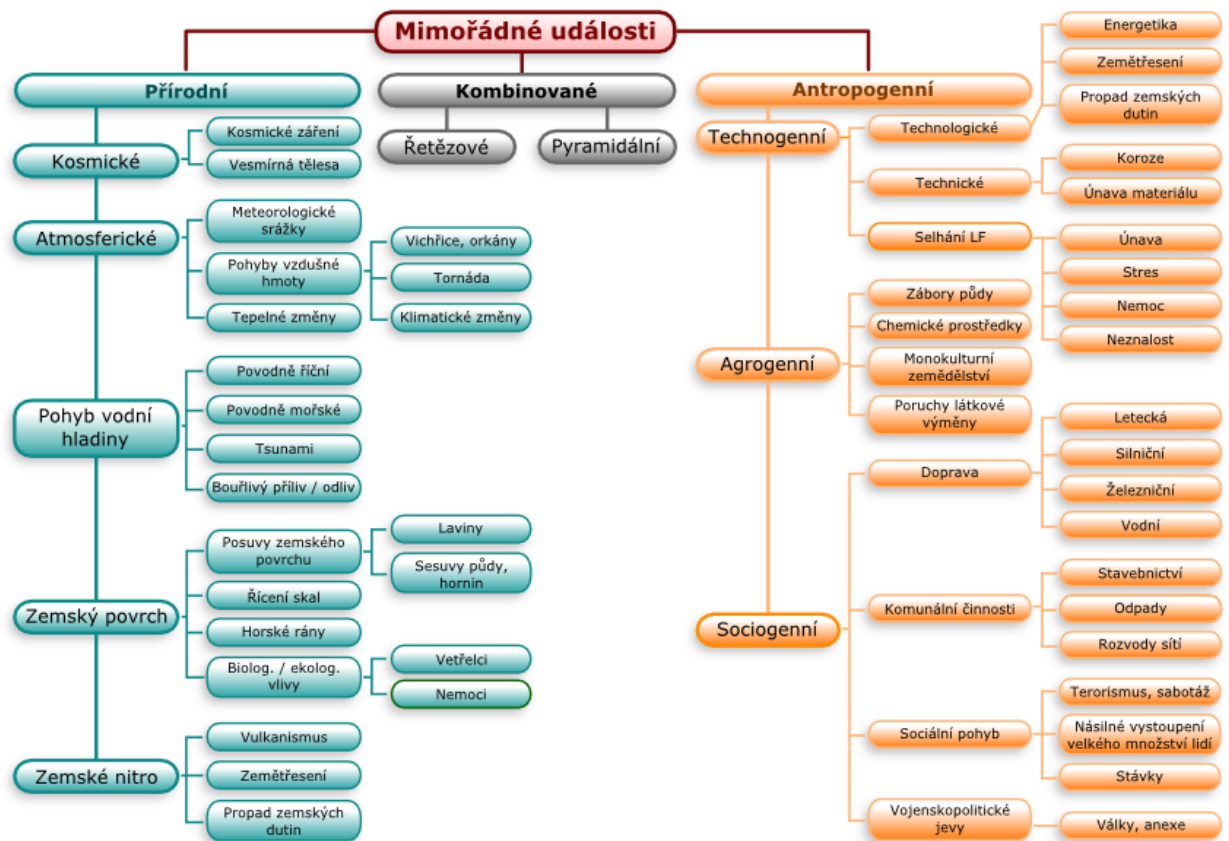 Mimořádné události
Přírodní
Kosmické
Kosmické záření
Vesmírná tělesa
Atmosferické
Meteorologické
srážky
Pohyby vzdušné
hmoty
Vichřice, orkány
Tornáda
Klimatické změny
Tepelné změny
Pohyb vodní
hladiny
Povodně říční
Povodně mořské
Tsunami
Bouřlivý příliv / odliv
Zemský povrch
Posuvy zemského
povrchu
Laviny
Sesuvy půdy,
hornin
Řícení skal
Horské rány
Biolog. / ekolog.
vlivy
Vetřelci
Nemoci
Zemské nitro
Vulkanismus
Zemětřesení
Propad zemských
dutin
Kombinované
Řetězové
Pyramidální
Antropogenní
Technogenní
Technologické
Energetika
Zemětřesení
Propad zemských
dutin
Technické
Koroze
Únava materiálu
Selhání LF
Únava
Stres
Nemoc
Neznalost
Agrogenní
Zábory půdy
Chemické prostředky
Monokulturní
zemědělství
Poruchy látkové
výměny
Sociogenní
Doprava
Letecká
Silniční
Železniční
Vodní
Komunální činnosti
Stavebnictví
Odpady
Rozvody sítí
Sociální pohyb
Terorismus, sabotáž
Násilné vystoupení
velkého množství lidí
Stávky
Vojenskopolitické
jevy
Války, anexe